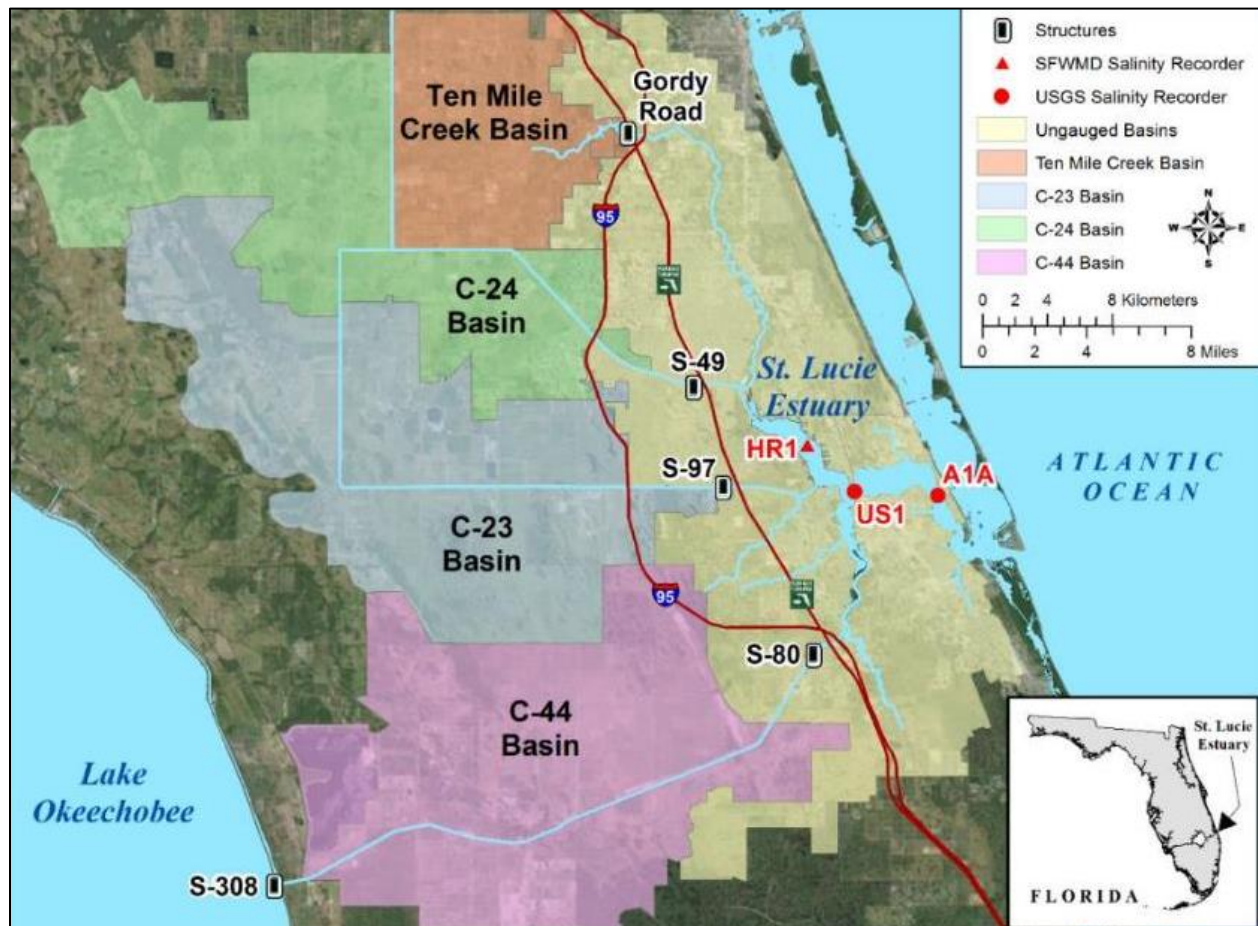 Structures
SFWMD Salinity Recorder
USGS Salinity Recorder
Ungauged Basins
Ten Mile Creek Basin
C-23 Basin
C-24 Basin
C-44 Basin
N
W E
S
0 2 4 8 Kilometers
0 2 4 8 Miles
Ten Mile
Creek Basin
Gordy
Road
95
C-24
Basin
S-49
St. Lucie
Estuary
HR1
S-97
A1A
US1
ATLANTIC
OCEAN
C-23
Basin
95
S-80
C-44
Basin
Lake
Okeechobee
S-308
St. Lucie
Estuary
FLORIDA